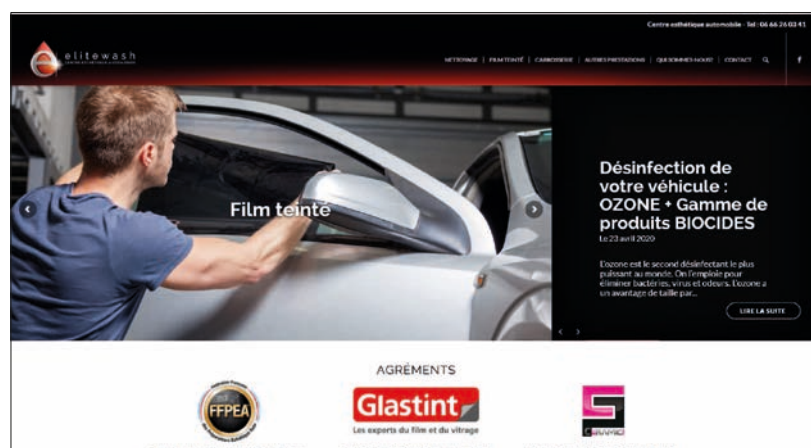 Centre esthétique automobile - Tel : 06 66 26 03 41
elitewash
NETTOYAGE | FILM TEINTÉ | CARROSSERIE | AUTRES PRESTATIONS | QUI SOMMES-NOUS? | CONTACT
Film teinté
Désinfection de
votre véhicule :
OZONE + Gamme de
produits BIOCIDES
Le 23 avril 2020
L'ozone est le second désinfectant le plus
puissant au monde. On l'emploie pour
éliminer bactéries, virus et odeurs. L'ozone a
un avantage de taille par...
LIRE LA SUITE
AGRÉMENTS
FFPEA
Glastint
Les experts du film et du vitrage